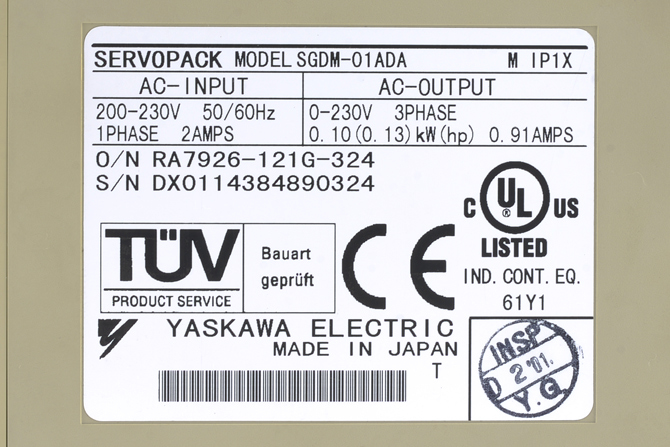 SERVOPACK MODEL SGDM-01ADA M IP1X
AC-INPUT AC-OUTPUT
200-230V 50/60Hz 0-230V 3PHASE
1PHASE 2AMPS 0.10(0.13)kW(hp) 0.91AMPS
O/N RA7926-121G-324
S/N DX0114384890324
C UL ® US
LISTED
IND. CONT. EQ.
61Y1
TÜV
PRODUCT SERVICE
Bauart
geprüft
CE
YASKAWA ELECTRIC
MADE IN JAPAN
T
INSP
D 2'01.
Y.G.